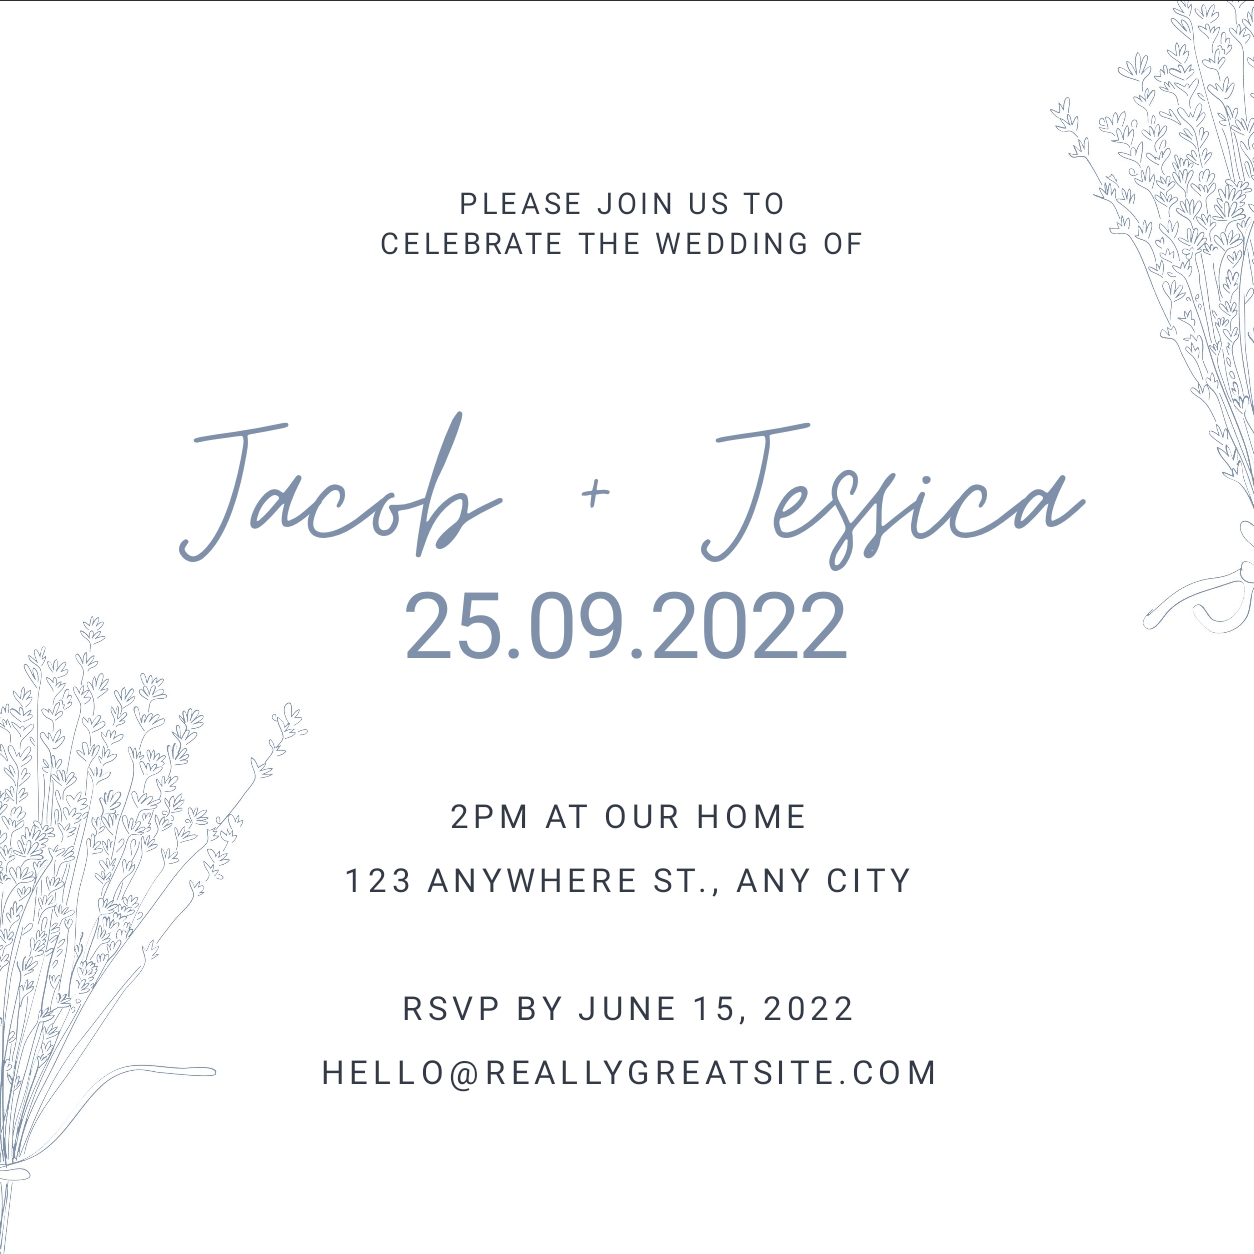 PLEASE JOIN US TO
CELEBRATE THE WEDDING OF
Jacob + Jessica
25.09.2022
2PM AT OUR HOME
123 ANYWHERE ST., ANY CITY
RSVP BY JUNE 15, 2022
HELLO@REALLYGREATSITE.COM